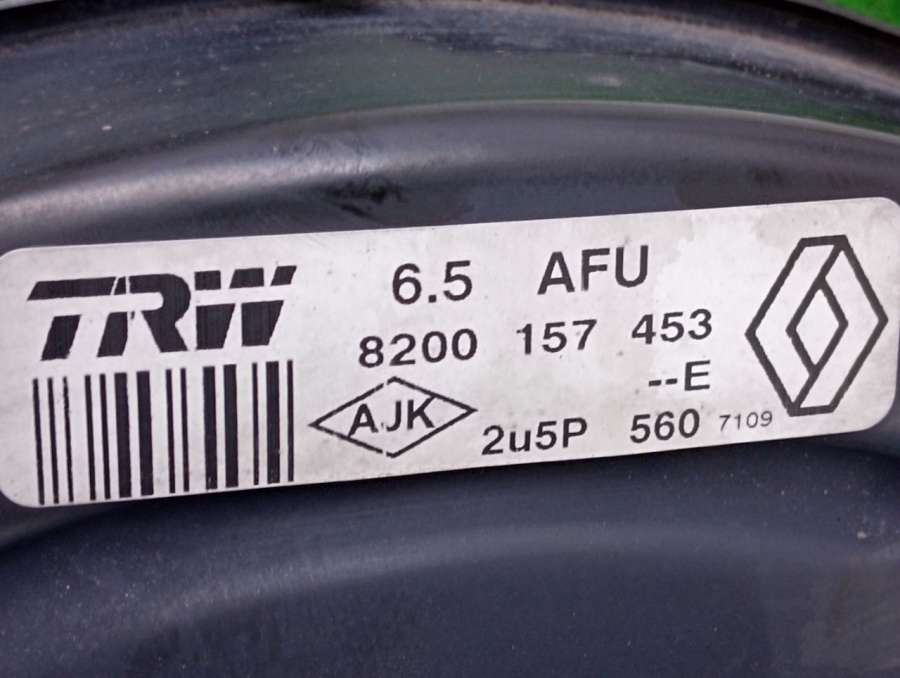 TRW
6.5 AFU
8200 157 453
--E
AJK
2u5P 560 7109